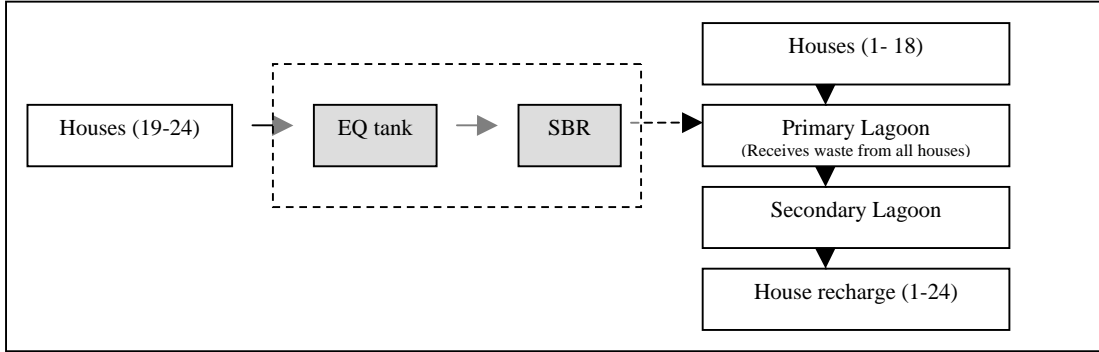 Houses (1- 18)
Houses (19-24)
EQ tank
SBR
Primary Lagoon
(Receives waste from all houses)
Secondary Lagoon
House recharge (1-24)